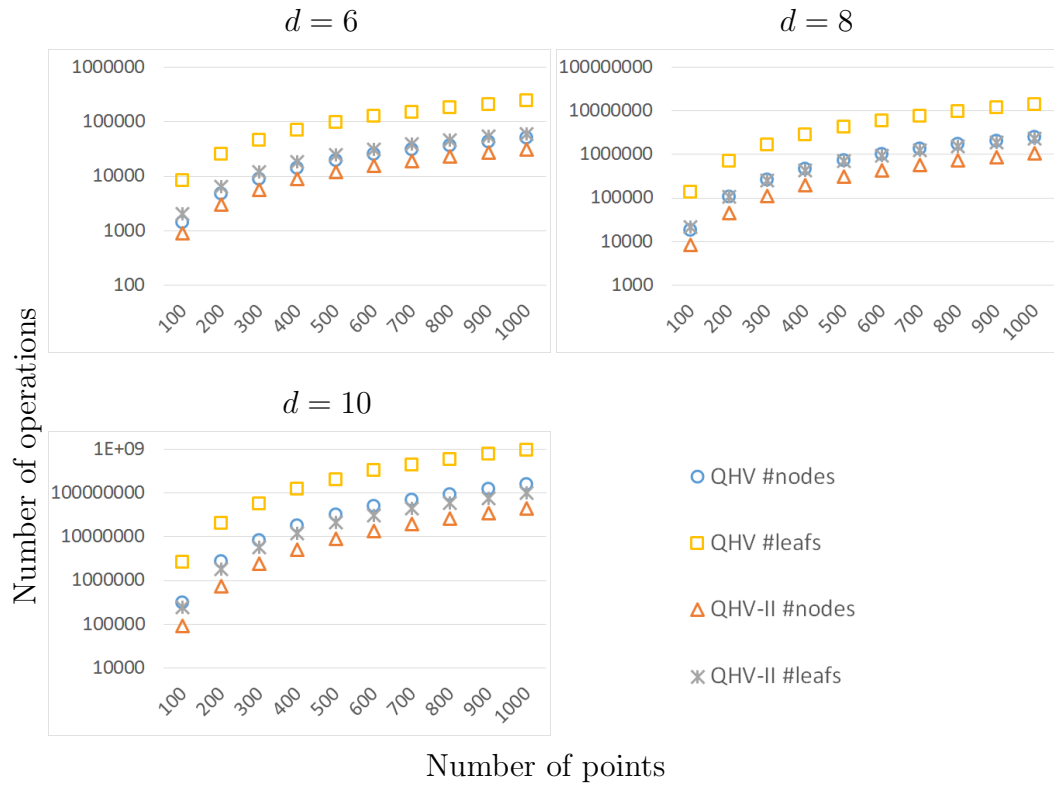 d = 6
1000000
100000
10000
1000
100
100 200 300 400 500 600 700 800 900 1000
d = 8
100000000
10000000
1000000
100000
10000
1000
100 200 300 400 500 600 700 800 900 1000
Number of operations
d = 10
1E+09
100000000
10000000
1000000
100000
10000
100 200 300 400 500 600 700 800 900 1000
QHV #nodes
QHV #leafs
QHV-II #nodes
QHV-II #leafs
Number of points